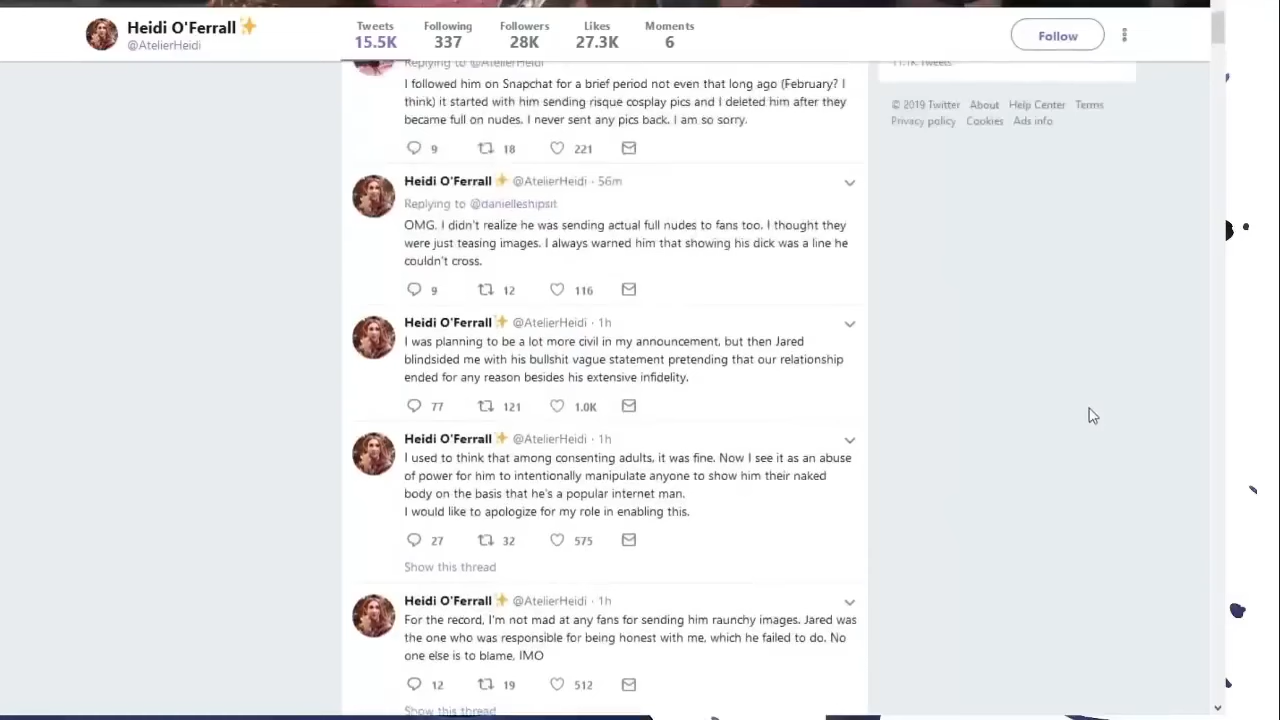 Heidi O'Ferrall✨
@AtelierHeidi
Tweets Following Followers Likes Moments
15.5K 337 28K 27.3K 6
Follow
Replying to @AtelierHeidi
I followed him on Snapchat for a brief period not even that long ago (February? I
think) it started with him sending risque cosplay pics and I deleted him after they
became full on nudes. I never sent any pics back. I am so sorry.
9 18 221
Heidi O'Ferrall✨ @AtelierHeidi · 56m
Replying to @danielleshipsit
OMG. I didn't realize he was sending actual full nudes to fans too. I thought they
were just teasing images. I always warned him that showing his dick was a line he
couldn't cross.
9 12 116
Heidi O'Ferrall✨ @AtelierHeidi · 1h
I was planning to be a lot more civil in my announcement, but then Jared
blindsided me with his bullshit vague statement pretending that our relationship
ended for any reason besides his extensive infidelity.
77 121 1.0K
Heidi O'Ferrall✨ @AtelierHeidi · 1h
I used to think that among consenting adults, it was fine. Now I see it as an abuse
of power for him to intentionally manipulate anyone to show him their naked
body on the basis that he's a popular internet man.
I would like to apologize for my role in enabling this.
27 32 575
Show this thread
Heidi O'Ferrall✨ @AtelierHeidi · 1h
For the record, I'm not mad at any fans for sending him raunchy images. Jared was
the one who was responsible for being honest with me, which he failed to do. No
one else is to blame, IMO
12 19 512
Show this thread
11.1K Tweets
© 2019 Twitter About Help Center Terms
Privacy policy Cookies Ads info